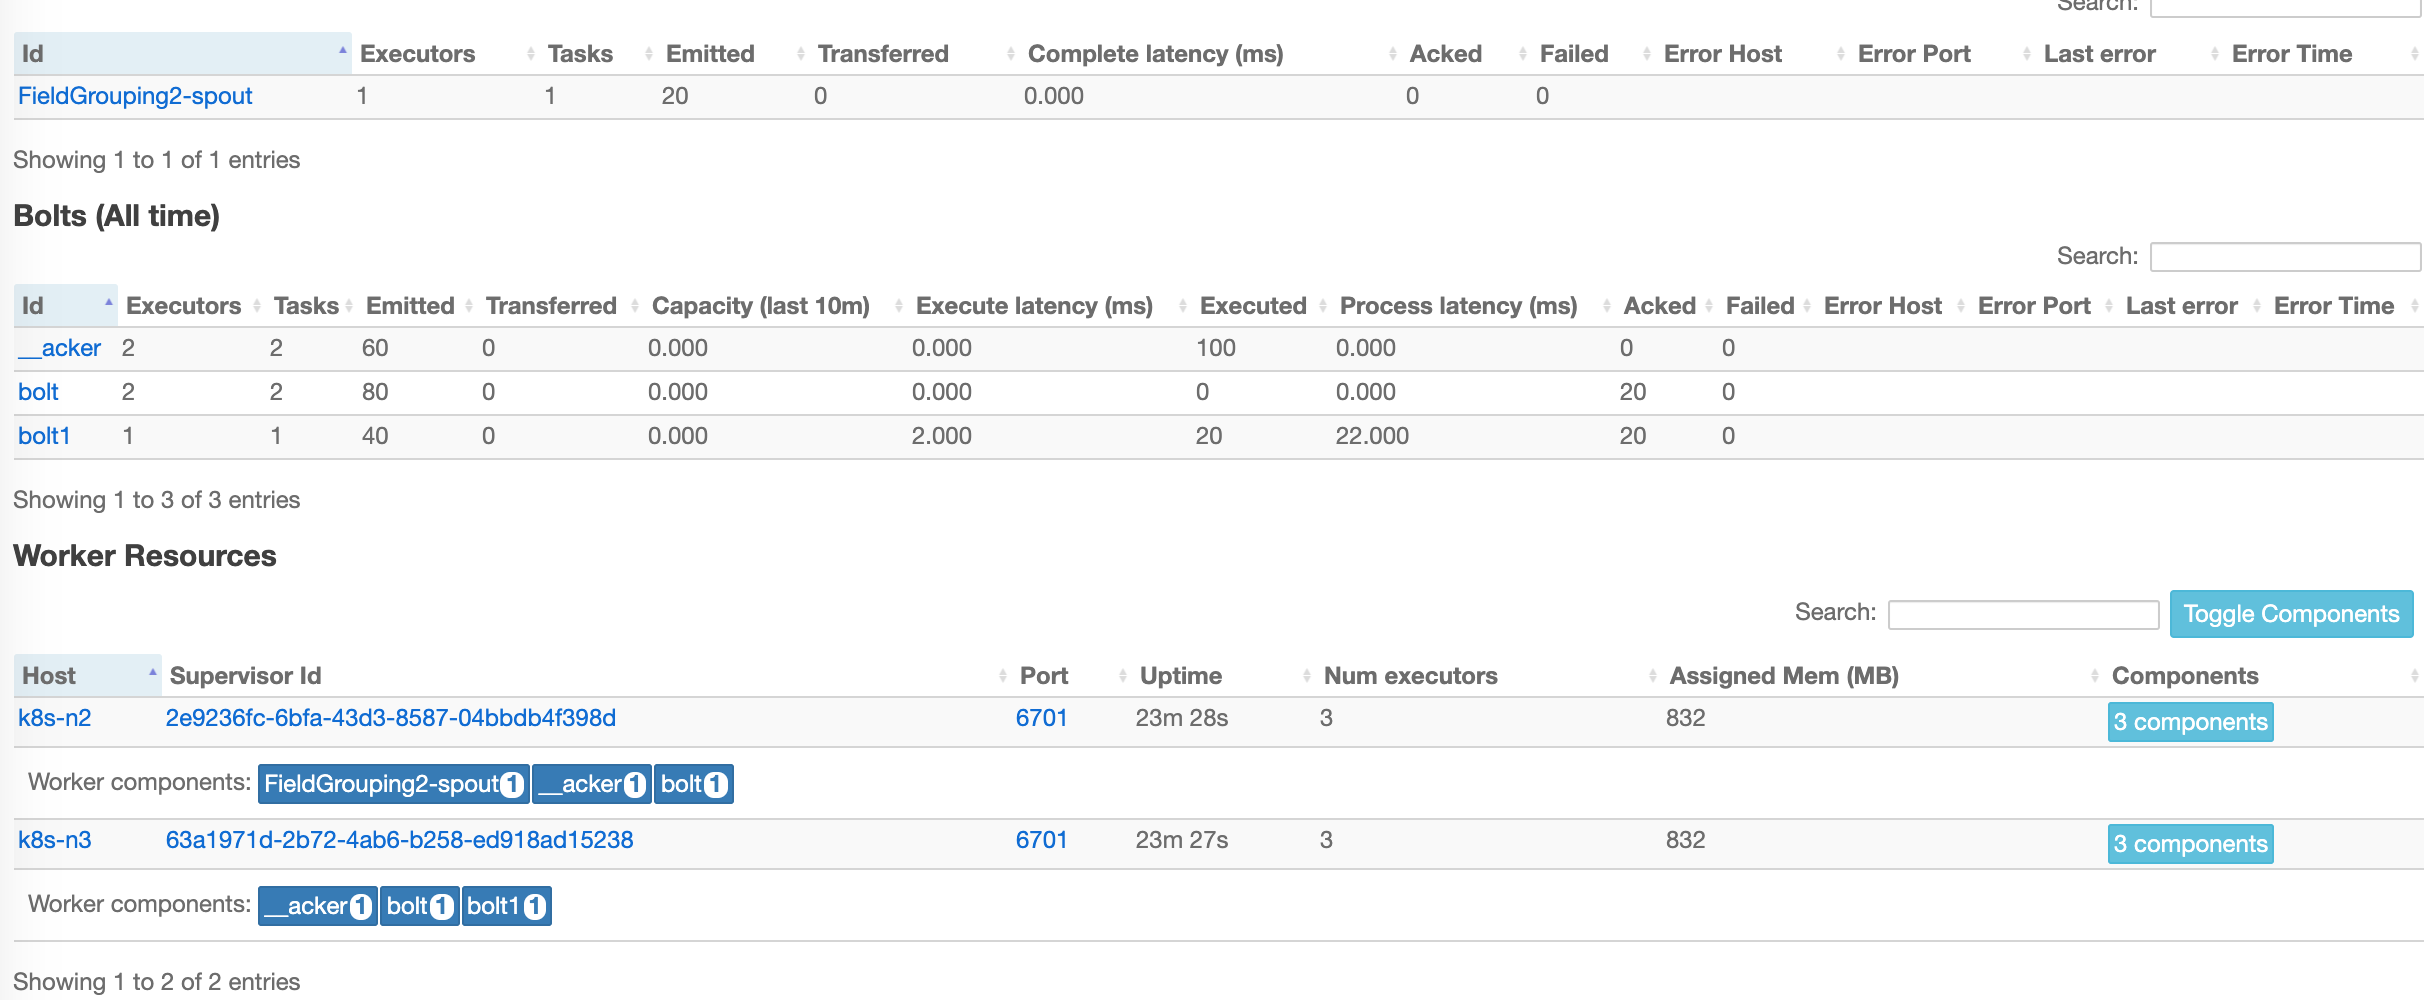 Search:
Id Executors Tasks Emitted Transferred Complete latency (ms) Acked Failed Error Host Error Port Last error Error Time
FieldGrouping2-spout 1 1 20 0 0.000 0 0
Showing 1 to 1 of 1 entries
Bolts (All time)
Search:
Id Executors Tasks Emitted Transferred Capacity (last 10m) Execute latency (ms) Executed Process latency (ms) Acked Failed Error Host Error Port Last error Error Time
__acker 2 2 60 0 0.000 0.000 100 0.000 0 0
bolt 2 2 80 0 0.000 0.000 0 0.000 20 0
bolt1 1 1 40 0 0.000 2.000 20 22.000 20 0
Showing 1 to 3 of 3 entries
Worker Resources
Search: Toggle Components
Host Supervisor Id Port Uptime Num executors Assigned Mem (MB) Components
k8s-n2 2e9236fc-6bfa-43d3-8587-04bbdb4f398d 6701 23m 28s 3 832 3 components
Worker components: FieldGrouping2-spout 1 __acker 1 bolt 1
k8s-n3 63a1971d-2b72-4ab6-b258-ed918ad15238 6701 23m 27s 3 832 3 components
Worker components: __acker 1 bolt 1 bolt1 1
Showing 1 to 2 of 2 entries